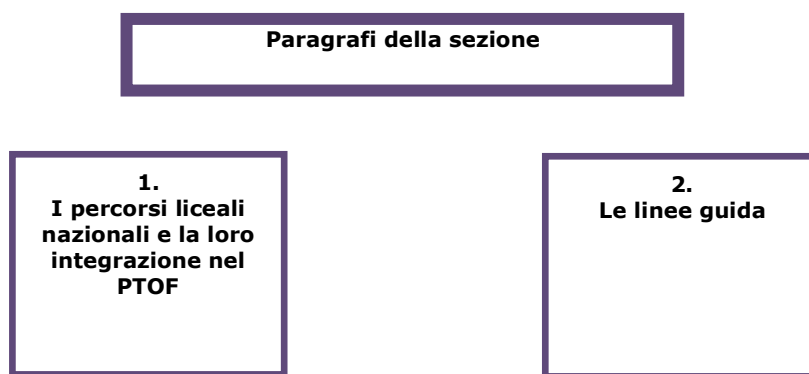 Paragrafi della sezione
1.
I percorsi liceali
nazionali e la loro
integrazione nel
PTOF
2.
Le linee guida